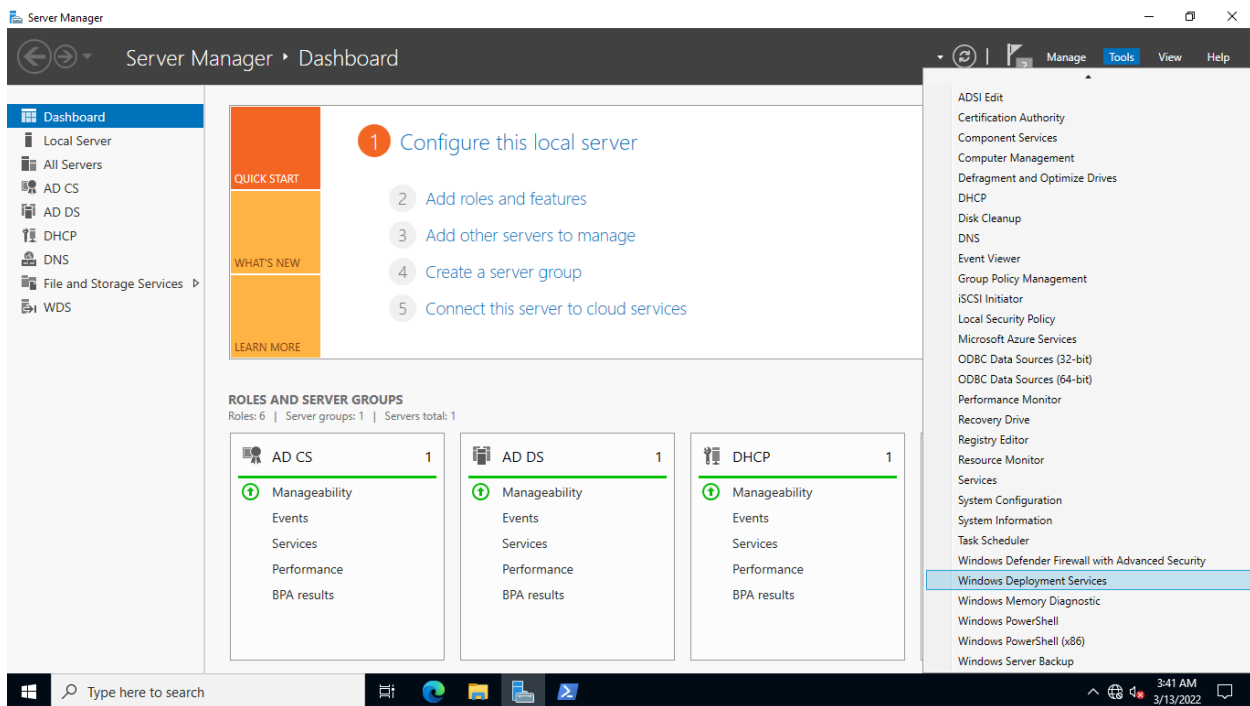 Server Manager
Server Manager ‣ Dashboard
2
Manage Tools View Help
Dashboard
Local Server
All Servers
AD CS
AD DS
DHCP
DNS
File and Storage Services
WDS
QUICK START
WHAT'S NEW
LEARN MORE
1 Configure this local server
2 Add roles and features
3 Add other servers to manage
4 Create a server group
5 Connect this server to cloud services
ROLES AND SERVER GROUPS
Roles: 6 | Server groups: 1 | Servers total: 1
AD CS 1
Manageability
Events
Services
Performance
BPA results
AD DS 1
Manageability
Events
Services
Performance
BPA results
DHCP 1
Manageability
Events
Services
Performance
BPA results
ADSI Edit
Certification Authority
Component Services
Computer Management
Defragment and Optimize Drives
DHCP
Disk Cleanup
DNS
Event Viewer
Group Policy Management
iSCSI Initiator
Local Security Policy
Microsoft Azure Services
ODBC Data Sources (32-bit)
ODBC Data Sources (64-bit)
Performance Monitor
Recovery Drive
Registry Editor
Resource Monitor
Services
System Configuration
System Information
Task Scheduler
Windows Defender Firewall with Advanced Security
Windows Deployment Services
Windows Memory Diagnostic
Windows PowerShell
Windows PowerShell (x86)
Windows Server Backup
Type here to search
3:41 AM
3/13/2022